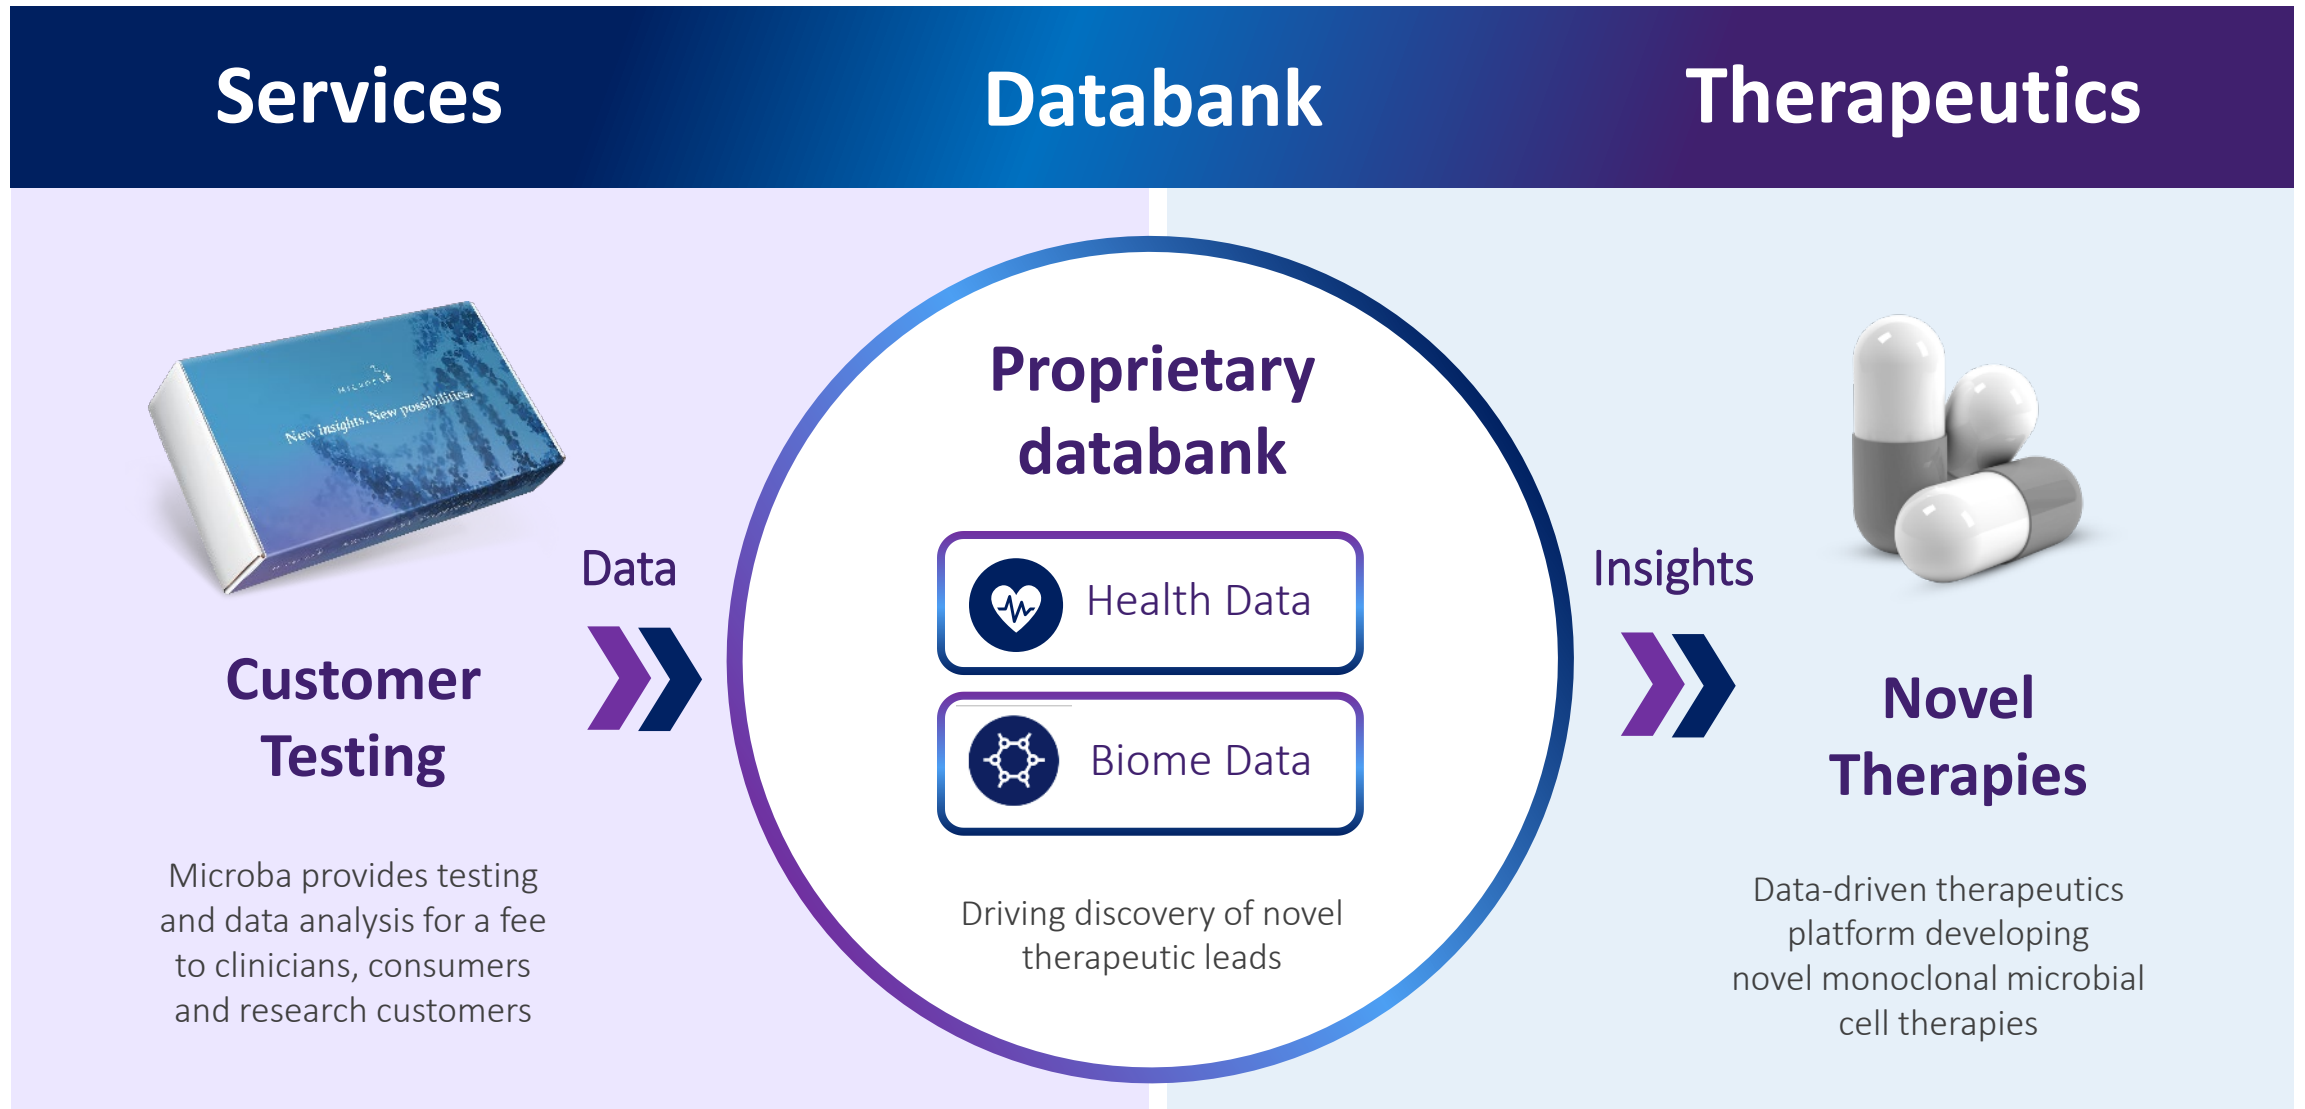 Services
Databank
Therapeutics
New insights. New possibilities.
Customer
Testing
Microba provides testing
and data analysis for a fee
to clinicians, consumers
and research customers
Data
Proprietary
databank
Health Data
Biome Data
Driving discovery of novel
therapeutic leads
Insights
Novel
Therapies
Data-driven therapeutics
platform developing
novel monoclonal microbial
cell therapies